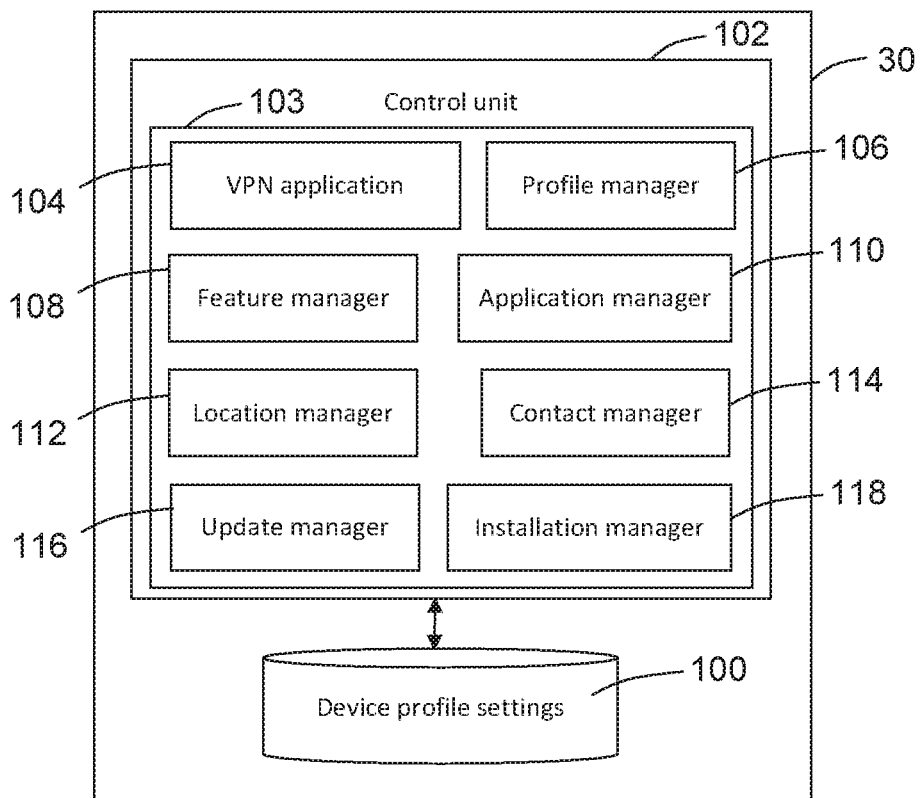 102
30
Control unit
103
104
VPN application
Profile manager
106
108
Feature manager
Application manager
110
112
Location manager
Contact manager
114
116
Update manager
Installation manager
118
Device profile settings
100